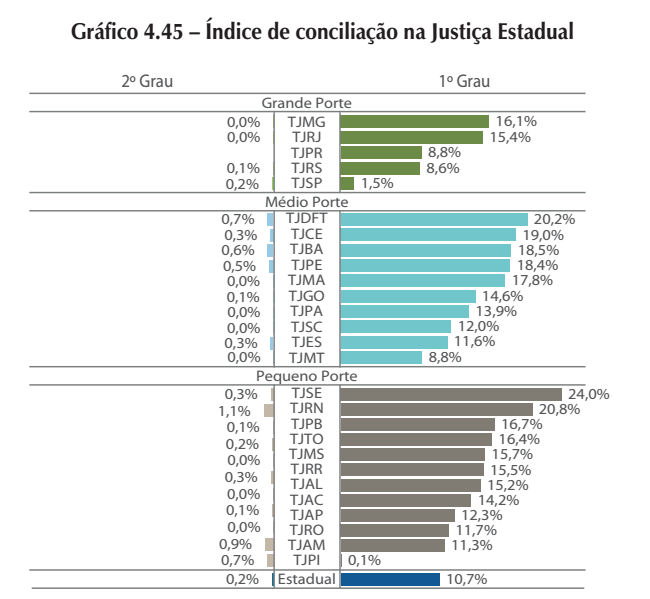 Gráfico 4.45 – Índice de conciliação na Justiça Estadual
2º Grau 1º Grau
Grande Porte
0,0% TJMG 16,1%
0,0% TJRJ 15,4%
TJPR 8,8%
0,1% TJRS 8,6%
0,2% TJSP 1,5%
Médio Porte
0,7% TJDFT 20,2%
0,3% TJCE 19,0%
0,6% TJBA 18,5%
0,5% TJPE 18,4%
0,0% TJMA 17,8%
0,1% TJGO 14,6%
0,0% TJPA 13,9%
0,0% TJSC 12,0%
0,3% TJES 11,6%
0,0% TJMT 8,8%
Pequeno Porte
0,3% TJSE 24,0%
1,1% TJRN 20,8%
0,1% TJPB 16,7%
0,2% TJTO 16,4%
0,0% TJMS 15,7%
0,3% TJRR 15,5%
0,0% TJAL 15,2%
0,1% TJAC 14,2%
0,0% TJAP 12,3%
0,9% TJRO 11,7%
0,7% TJAM 11,3%
TJPI 0,1%
0,2% Estadual 10,7%